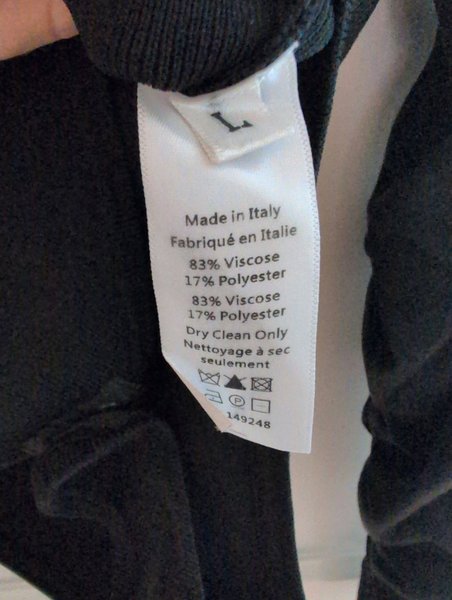 L
Made in Italy
Fabriqué en Italie
83% Viscose
17% Polyester
83% Viscose
17% Polyester
Dry Clean Only
Nettoyage à sec
seulement
P
149248